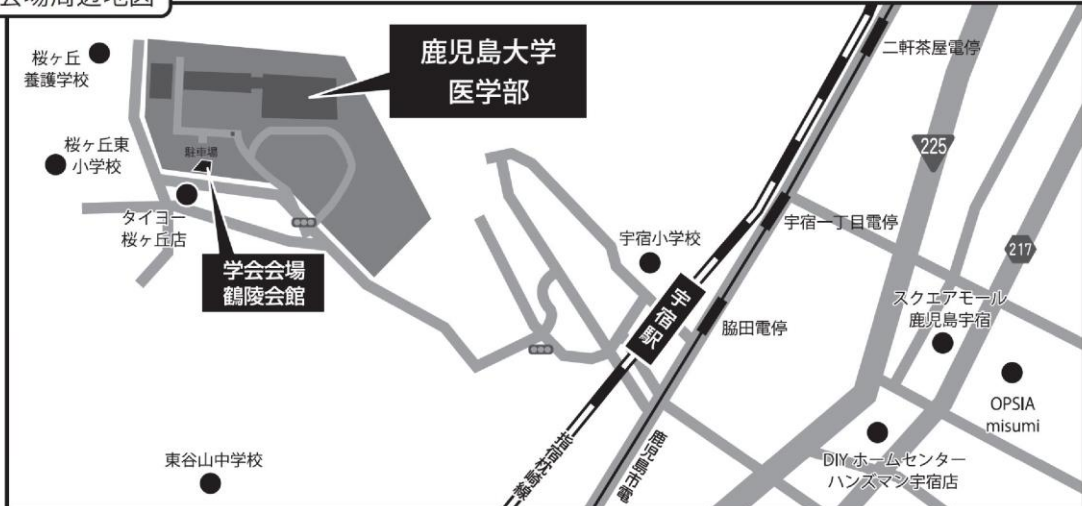 会場周辺地図
桜ヶ丘
養護学校
鹿児島大学
医学部
二軒茶屋電停
桜ヶ丘東
小学校
駐車場
225
タイヨー
桜ヶ丘店
宇宿一丁目電停
宇宿小学校
217
学会会場
鶴陵会館
宇宿駅
脇田電停
スクエアモール
鹿児島宇宿
OPSIA
misumi
指宿枕崎線
鹿児島市電
東谷山中学校
DIY ホームセンター
ハンズマン宇宿店